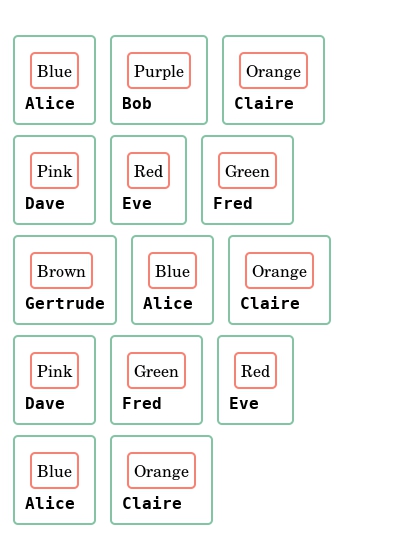 Blue Purple Orange
Alice Bob Claire
Pink Red Green
Dave Eve Fred
Brown Blue Orange
Gertrude Alice Claire
Pink Green Red
Dave Fred Eve
Blue Orange
Alice Claire